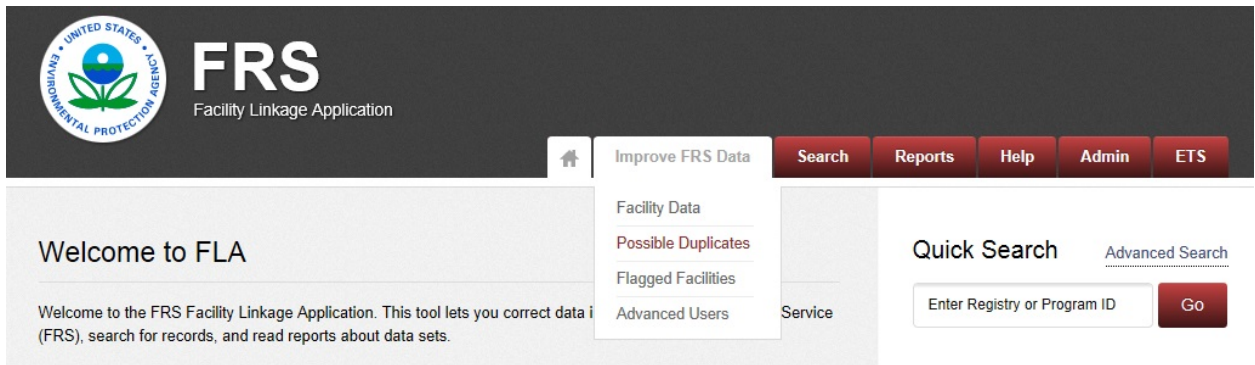 UNITED STATES
ENVIRONMENTAL PROTECTION AGENCY
FRS
Facility Linkage Application
Improve FRS Data
Search
Reports
Help
Admin
ETS
Facility Data
Possible Duplicates
Flagged Facilities
Advanced Users
Welcome to FLA
Welcome to the FRS Facility Linkage Application. This tool lets you correct data i Service
(FRS), search for records, and read reports about data sets.
Quick Search
Advanced Search
Enter Registry or Program ID
Go